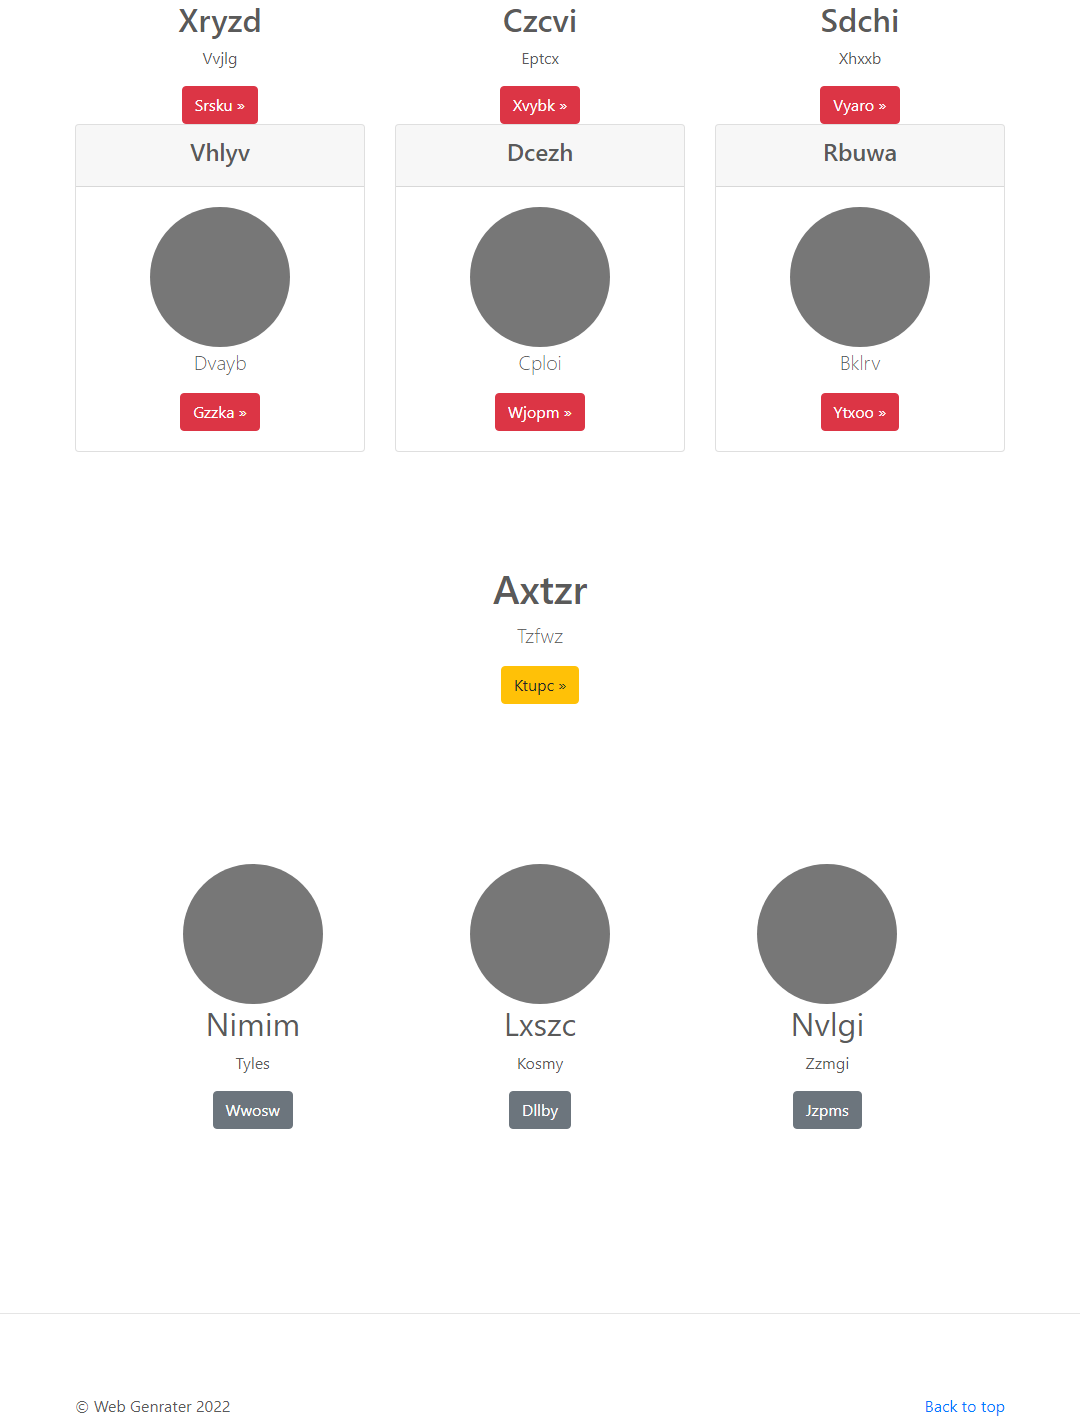 Xryzd
Vvjlg
Srsku »
Czcvi
Eptcx
Xvybk »
Sdchi
Xhxxb
Vyaro »
Vhlyv
Dvayb
Gzzka »
Dcezh
Cploi
Wjopm »
Rbuwa
Bklrv
Ytxoo »
Axtzr
Tzfwz
Ktupc »
Nimim
Tyles
Wwosw
Lxszc
Kosmy
Dllby
Nvlgi
Zzmgi
Jzpms
© Web Genrater 2022
Back to top